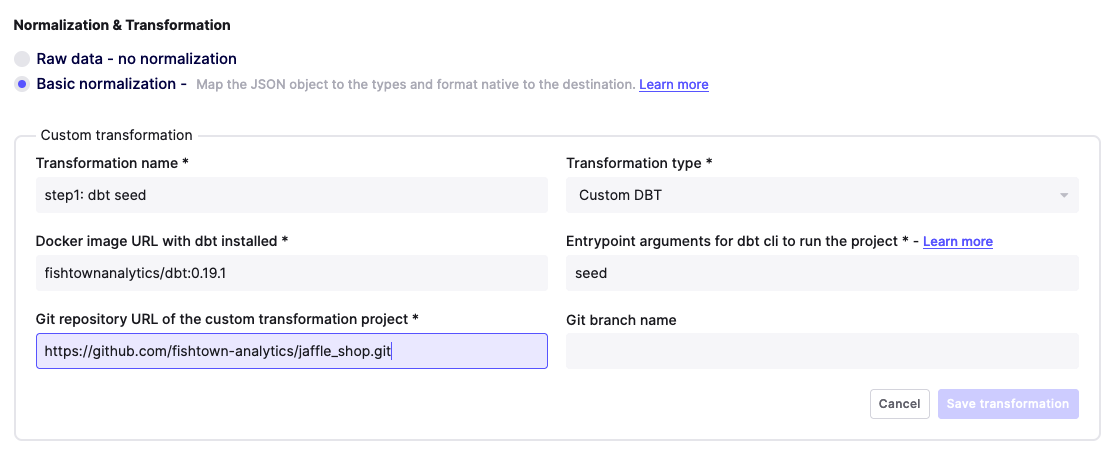 Normalization & Transformation
Raw data - no normalization
Basic normalization - Map the JSON object to the types and format native to the destination. Learn more
Custom transformation
Transformation name *
Transformation type *
step1: dbt seed
Custom DBT
Docker image URL with dbt installed *
Entrypoint arguments for dbt cli to run the project * - Learn more
fishtownanalytics/dbt:0.19.1
seed
Git repository URL of the custom transformation project *
Git branch name
https://github.com/fishtown-analytics/jaffle_shop.git
Cancel
Save transformation